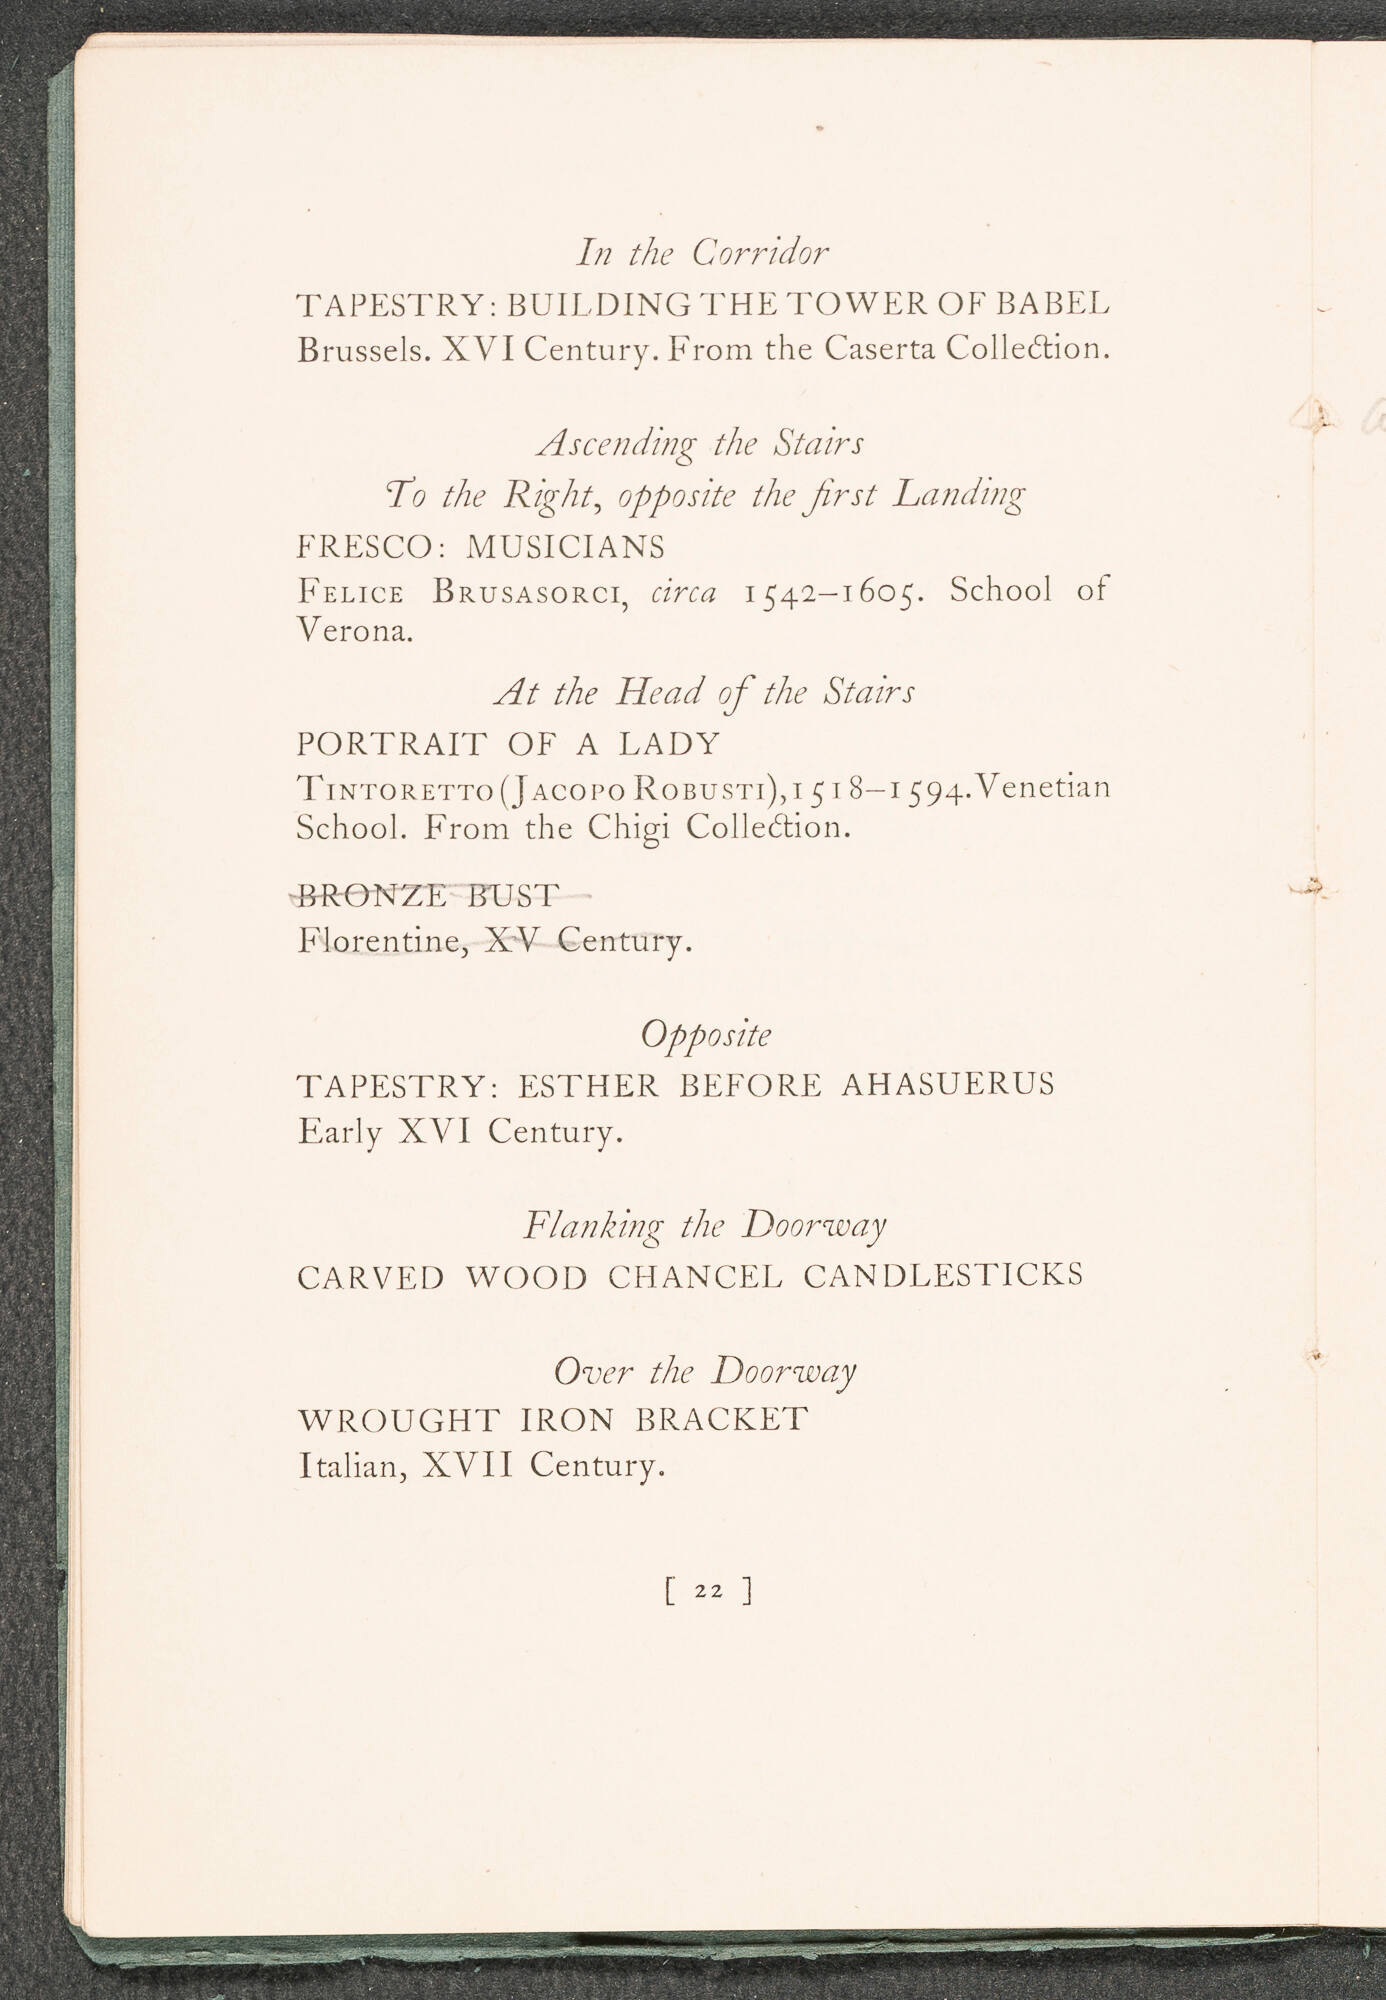 In the Corridor
TAPESTRY: BUILDING THE TOWER OF BABEL
Brussels. XVI Century. From the Caserta Collection.
Ascending the Stairs
To the Right, opposite the first Landing
FRESCO: MUSICIANS
FELICE BRUSASORCI, circa 1542–1605. School of
Verona.
At the Head of the Stairs
PORTRAIT OF A LADY
TINTORETTO (JACOPO ROBUSTI), 1518–1594. Venetian
School. From the Chigi Collection.
BRONZE BUST
Florentine, XV Century.
Opposite
TAPESTRY: ESTHER BEFORE AHASUERUS
Early XVI Century.
Flanking the Doorway
CARVED WOOD CHANCEL CANDLESTICKS
Over the Doorway
WROUGHT IRON BRACKET
Italian, XVII Century.
[ 22 ]